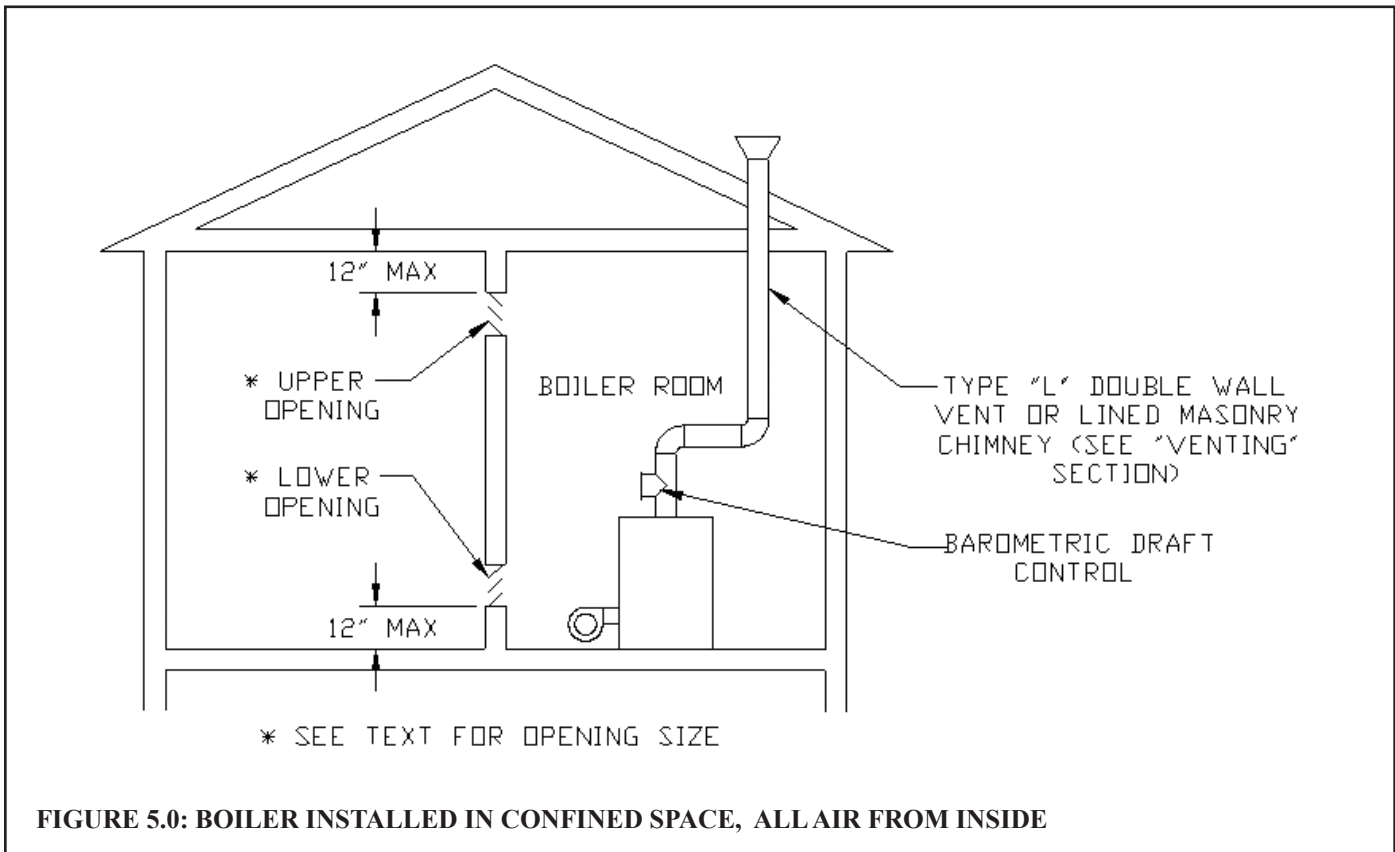 12" MAX
* UPPER
OPENING
BOILER ROOM
TYPE "L" DOUBLE WALL
VENT OR LINED MASONRY
CHIMNEY (SEE "VENTING"
SECTION)
* LOWER
OPENING
BAROMETRIC DRAFT
CONTROL
12" MAX
* SEE TEXT FOR OPENING SIZE
FIGURE 5.0: BOILER INSTALLED IN CONFINED SPACE, ALL AIR FROM INSIDE